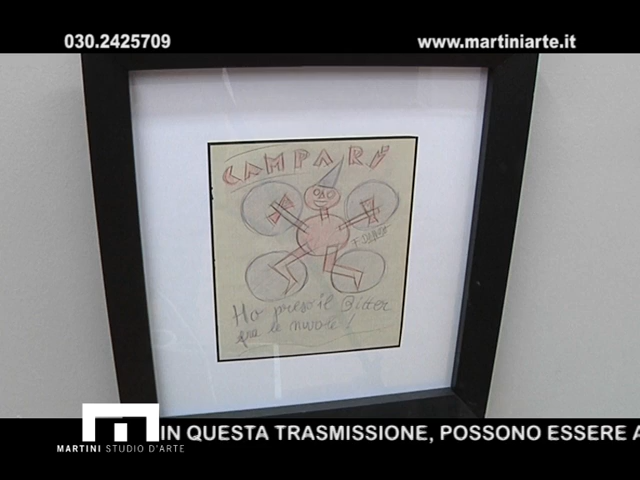 030.2425709
www.martiniarte.it
CAMPARI
Ho preso il Bitter
fra le nuvole!
MARTINI STUDIO D'ARTE
IN QUESTA TRASMISSIONE, POSSONO ESSERE A